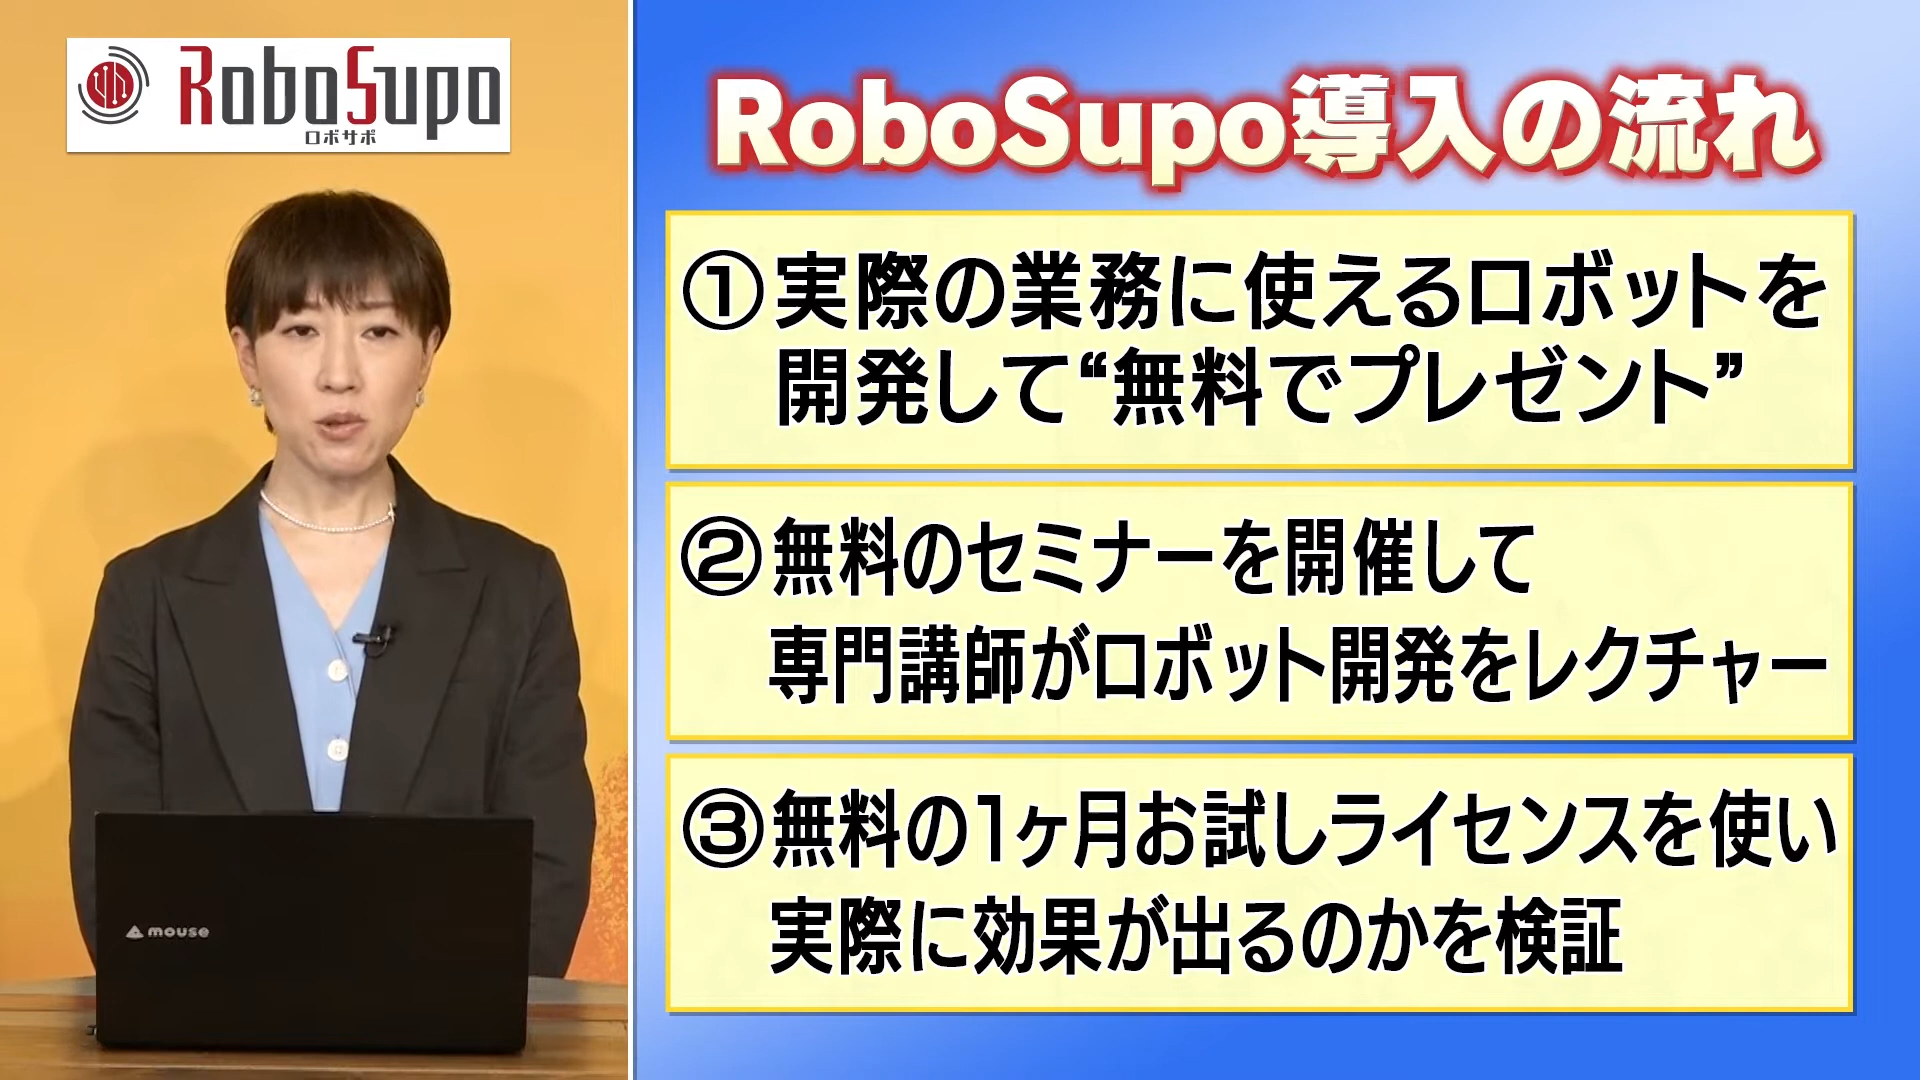 RoboSupo
ロボサポ
RoboSupo導入の流れ
①実際の業務に使えるロボットを
開発して“無料でプレゼント”
②無料のセミナーを開催して
専門講師がロボット開発をレクチャー
③無料の1ヶ月お試しライセンスを使い
実際に効果が出るのかを検証
mouse